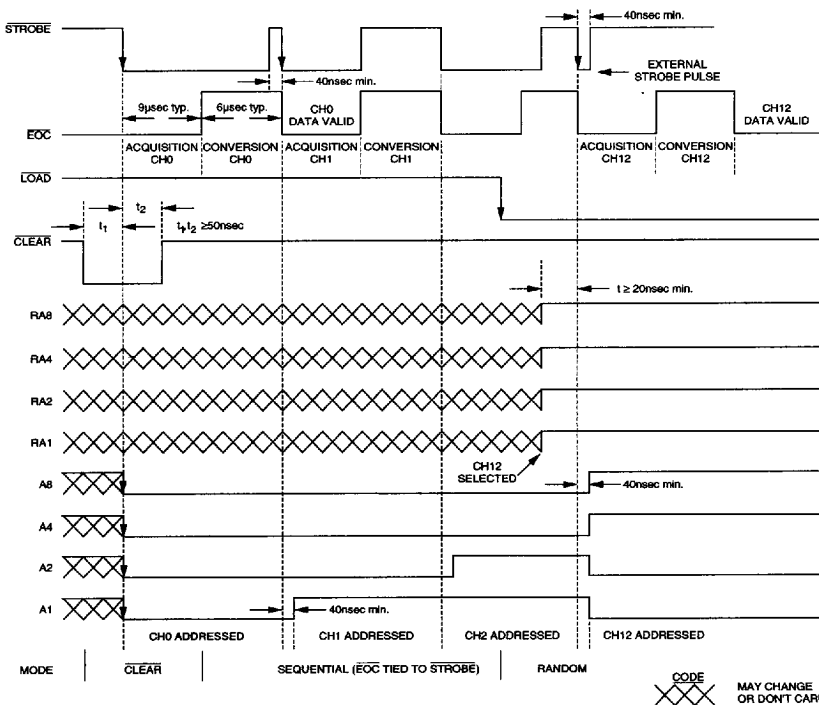 40nsec min.
STROBE
EXTERNAL
STROBE PULSE
40nsec min.
9µsec typ.
6µsec typ.
CH0
DATA VALID
CH12
DATA VALID
EOC
ACQUISITION
CH0
CONVERSION
CH0
ACQUISITION
CH1
CONVERSION
CH1
ACQUISITION
CH12
CONVERSION
CH12
LOAD
t2
t1
t1, t2 ≥50nsec
CLEAR
t ≥ 20nsec min.
RA8
RA4
RA2
RA1
CH12
SELECTED
A8
40nsec min.
A4
A2
A1
40nsec min.
CH0 ADDRESSED
CH1 ADDRESSED
CH2 ADDRESSED
CH12 ADDRESSED
MODE
CLEAR
SEQUENTIAL (EOC TIED TO STROBE)
RANDOM
CODE
MAY CHANGE
OR DON'T CAR